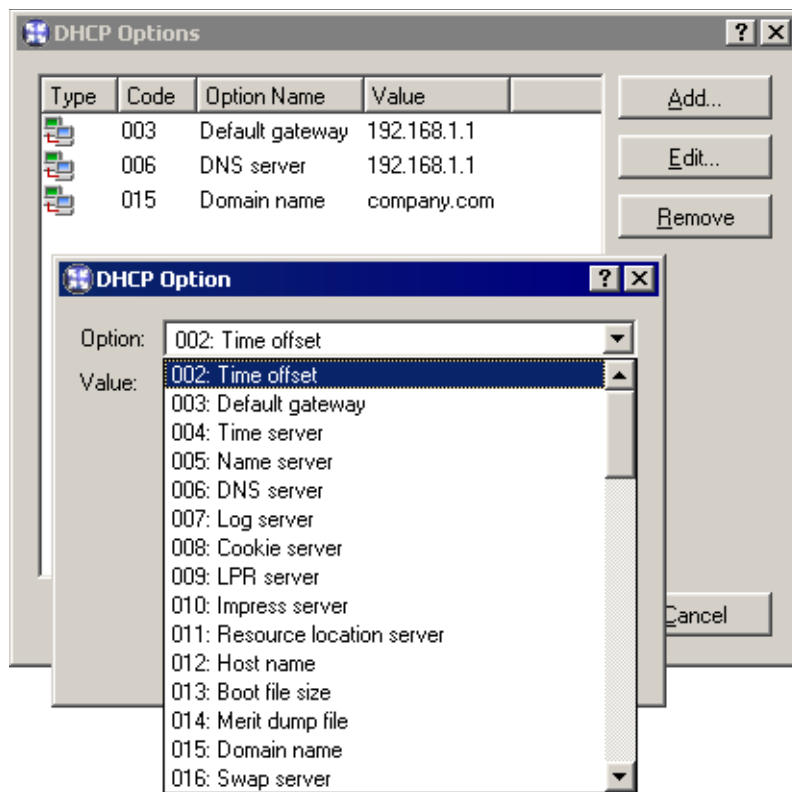 DHCP Options
Type Code Option Name Value
003 Default gateway 192.168.1.1
006 DNS server 192.168.1.1
015 Domain name company.com
Add...
Edit...
Remove
DHCP Option
Option: 002: Time offset
Value:
002: Time offset
003: Default gateway
004: Time server
005: Name server
006: DNS server
007: Log server
008: Cookie server
009: LPR server
010: Impress server
011: Resource location server
012: Host name
013: Boot file size
014: Merit dump file
015: Domain name
016: Swap server
Cancel